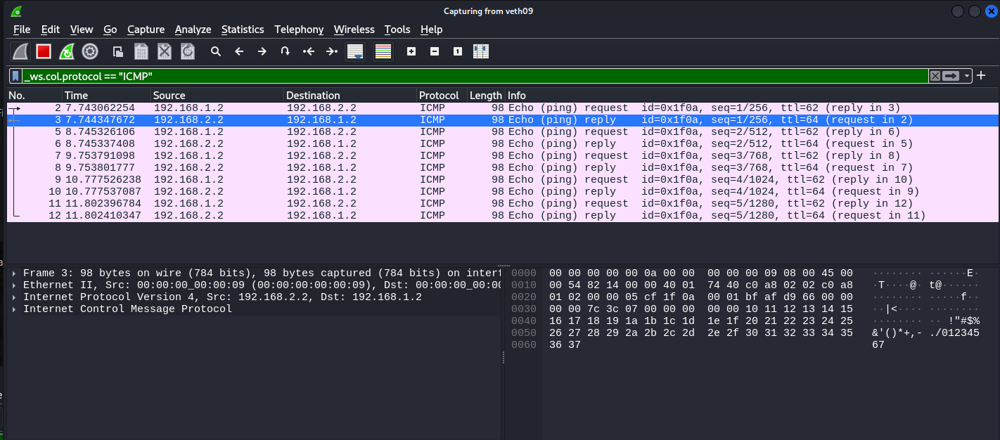 Capturing from veth09
File Edit View Go Capture Analyze Statistics Telephony Wireless Tools Help
_ws.col.protocol == "ICMP"
No. Time Source Destination Protocol Length Info
2 7.743062254 192.168.1.2 192.168.2.2 ICMP 98 Echo (ping) request id=0x1f0a, seq=1/256, ttl=62 (reply in 3)
3 7.744347672 192.168.2.2 192.168.1.2 ICMP 98 Echo (ping) reply id=0x1f0a, seq=1/256, ttl=64 (request in 2)
5 8.745326106 192.168.1.2 192.168.2.2 ICMP 98 Echo (ping) request id=0x1f0a, seq=2/512, ttl=62 (reply in 6)
6 8.745337408 192.168.2.2 192.168.1.2 ICMP 98 Echo (ping) reply id=0x1f0a, seq=2/512, ttl=64 (request in 5)
7 9.753791098 192.168.1.2 192.168.2.2 ICMP 98 Echo (ping) request id=0x1f0a, seq=3/768, ttl=62 (reply in 8)
8 9.753801777 192.168.2.2 192.168.1.2 ICMP 98 Echo (ping) reply id=0x1f0a, seq=3/768, ttl=64 (request in 7)
9 10.777526238 192.168.1.2 192.168.2.2 ICMP 98 Echo (ping) request id=0x1f0a, seq=4/1024, ttl=62 (reply in 10)
10 10.777537087 192.168.2.2 192.168.1.2 ICMP 98 Echo (ping) reply id=0x1f0a, seq=4/1024, ttl=64 (request in 9)
11 11.802396784 192.168.1.2 192.168.2.2 ICMP 98 Echo (ping) request id=0x1f0a, seq=5/1280, ttl=62 (reply in 12)
12 11.802410347 192.168.2.2 192.168.1.2 ICMP 98 Echo (ping) reply id=0x1f0a, seq=5/1280, ttl=64 (request in 11)
Frame 3: 98 bytes on wire (784 bits), 98 bytes captured (784 bits) on interf
Ethernet II, Src: 00:00:00_00:00:09 (00:00:00:00:00:09), Dst: 00:00:00_00:00
Internet Protocol Version 4, Src: 192.168.2.2, Dst: 192.168.1.2
Internet Control Message Protocol
0000 00 00 00 00 00 0a 00 00 00 00 00 09 08 00 45 00 ········ ······E·
0010 00 54 82 14 00 00 40 01 74 40 c0 a8 02 02 c0 a8 ·T····@· t@······
0020 01 02 00 00 05 cf 1f 0a 00 01 bf af d9 66 00 00 ········ ·····f··
0030 00 00 7c 3c 07 00 00 00 00 00 10 11 12 13 14 15 ··|<···· ········
0040 16 17 18 19 1a 1b 1c 1d 1e 1f 20 21 22 23 24 25 ········ ·· !"#$%
0050 26 27 28 29 2a 2b 2c 2d 2e 2f 30 31 32 33 34 35 &'()*+,- ./012345
0060 36 37 67